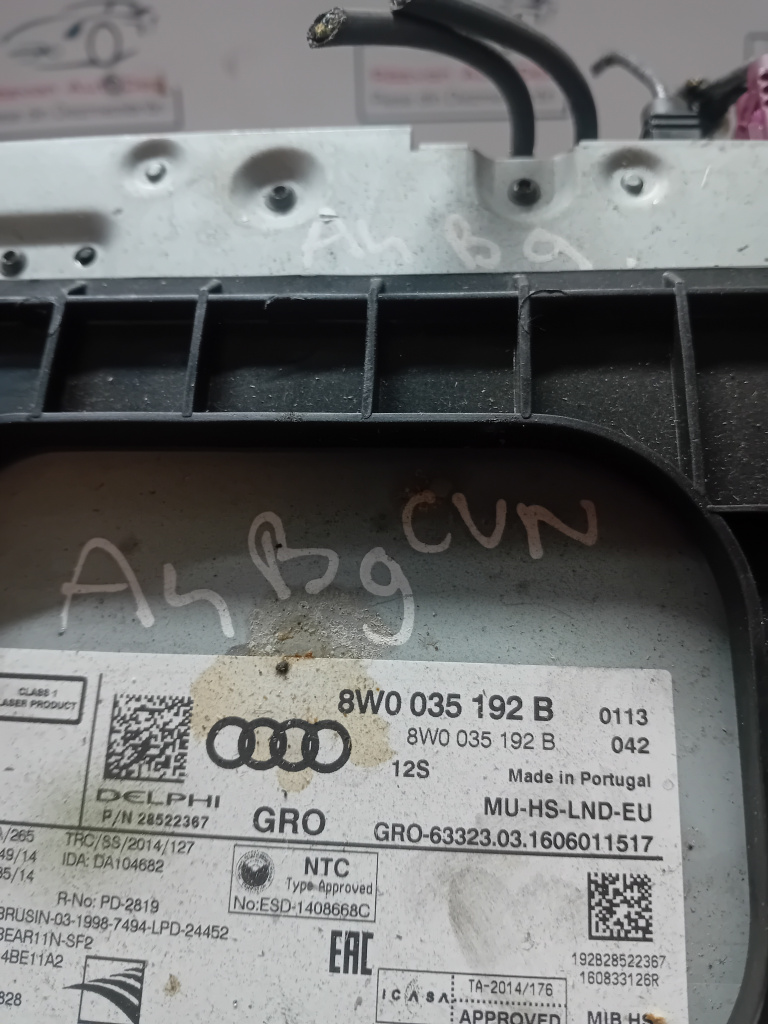 A4 B9
A4 B9 CVN
CLASS 1
LASER PRODUCT
8W0 035 192 B 0113
8W0 035 192 B 042
12S
Made in Portugal
DELPHI
P/N 28522367
GRO
MU-HS-LND-EU
GRO-63323.03.1606011517
/265
49/14
35/14
TRC/SS/2014/127
IDA: DA104682
NTC
Type Approved
No:ESD-1408668C
R-No: PD-2819
BRUSIN-03-1998-7494-LPD-24452
BEAR11N-SF2
4BE11A2
828
EAC
192B28522367
160833126R
ICASA
TA-2014/176
APPROVED
MIB HS